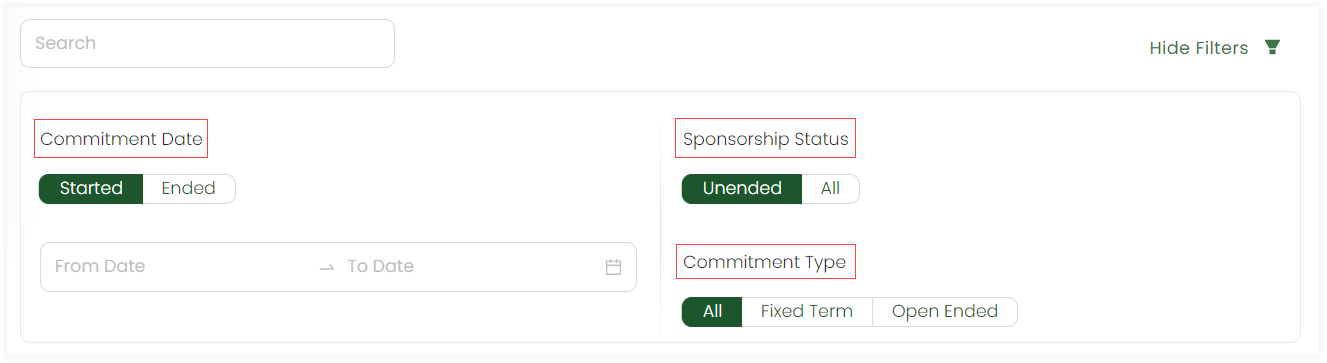 Search
Hide Filters
Commitment Date
Started Ended
From Date To Date
Sponsorship Status
Unended All
Commitment Type
All Fixed Term Open Ended